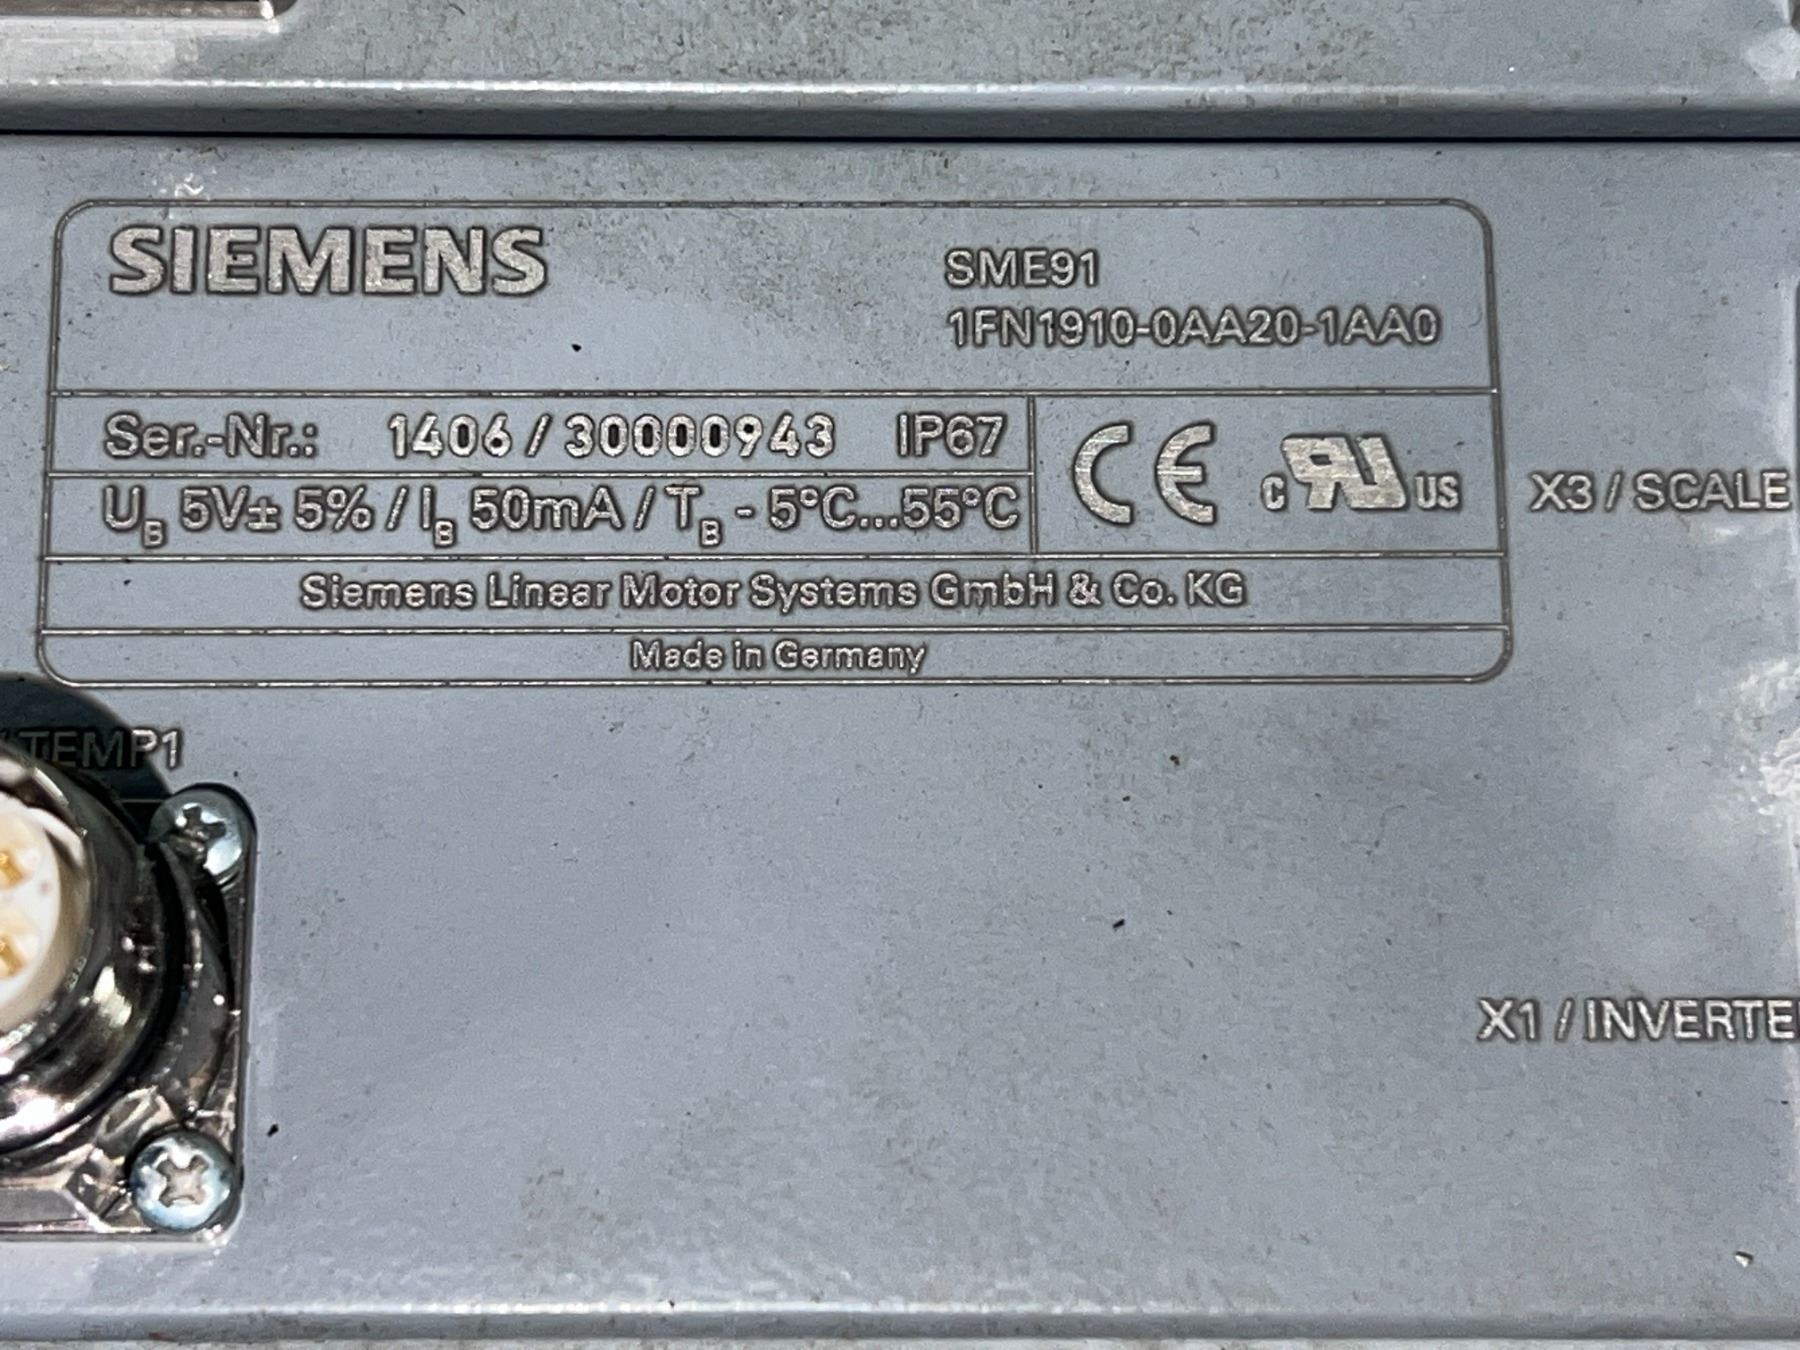 SIEMENS
SME91
1FN1910-0AA20-1AA0
Ser.-Nr.: 1406 / 30000943 IP67
UB 5V± 5% / IB 50mA / TB - 5°C...55°C
CE
c RU US
Siemens Linear Motor Systems GmbH & Co. KG
Made in Germany
X3 / SCALE
/ TEMP1
X1 / INVERTE